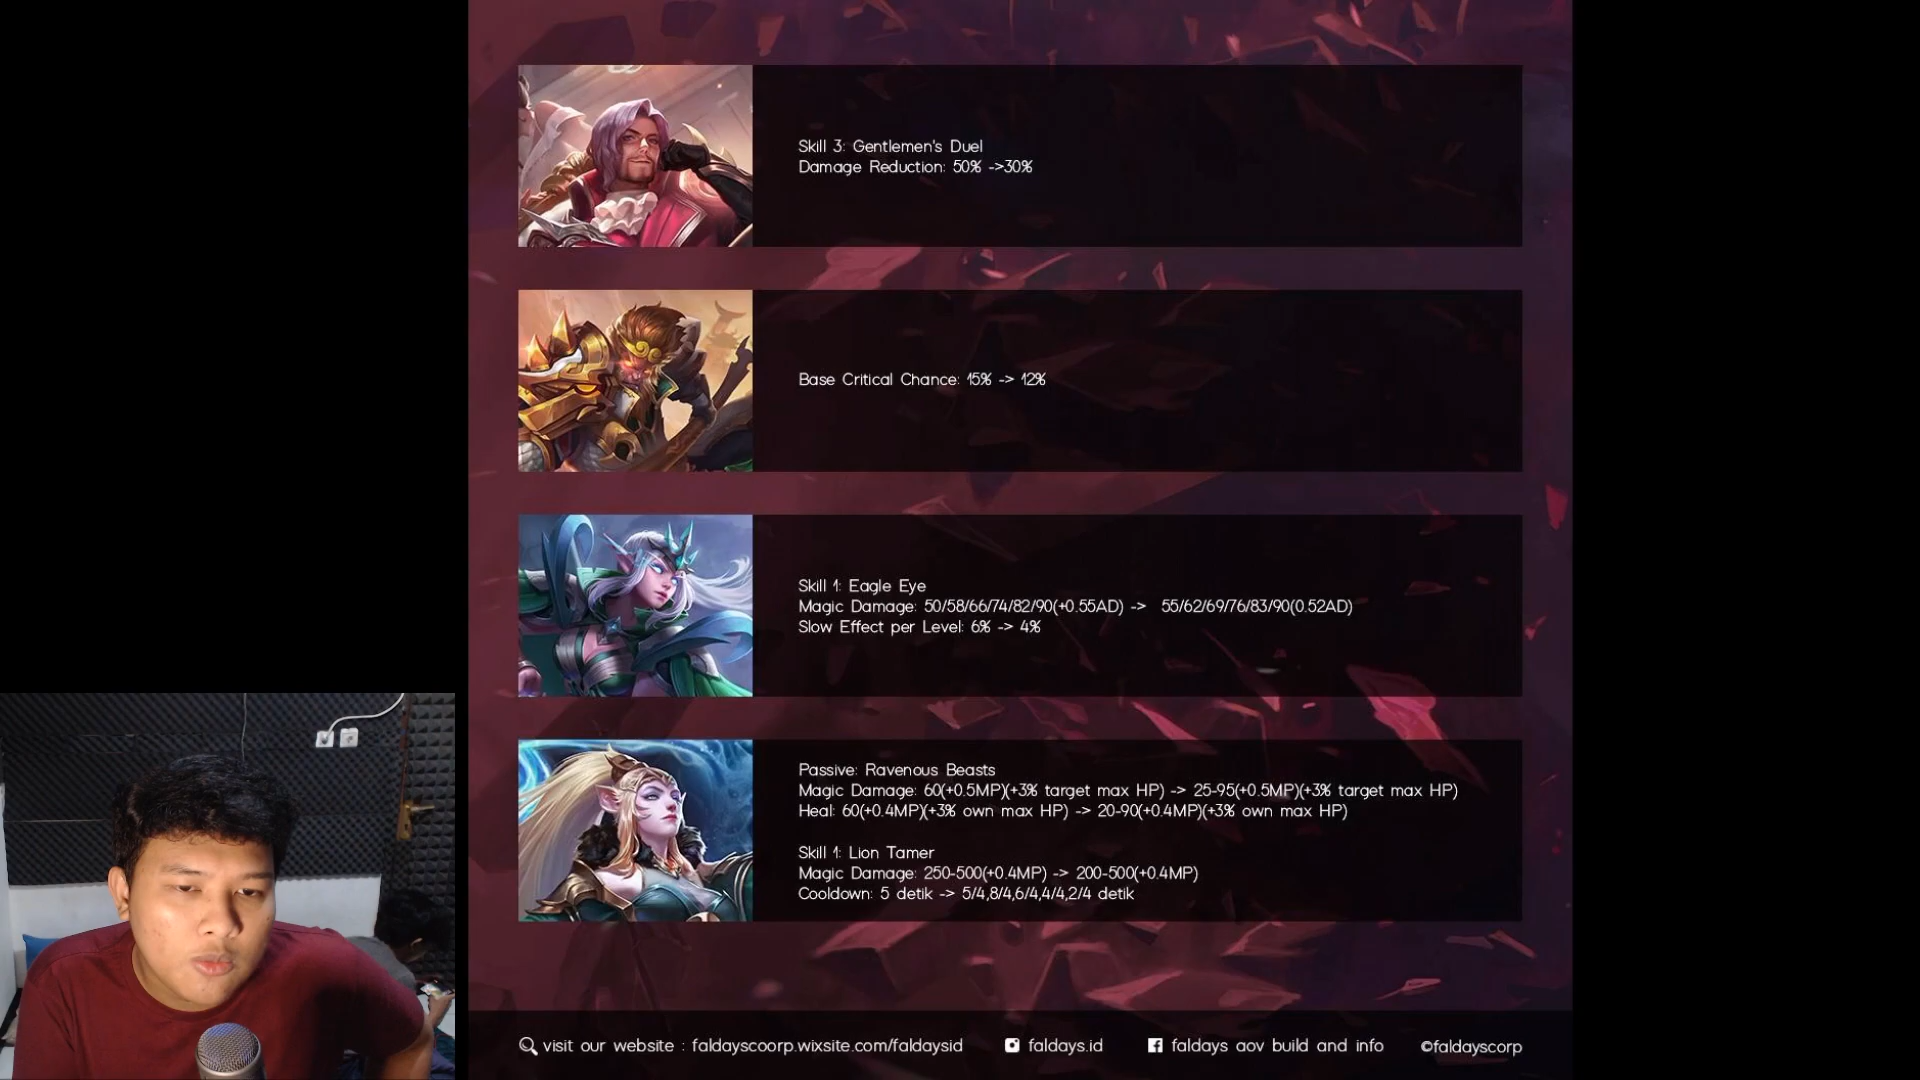 Skill 3: Gentlemen's Duel
Damage Reduction: 50% ->30%
Base Critical Chance: 15% -> 12%
Skill 1: Eagle Eye
Magic Damage: 50/58/66/74/82/90(+0.55AD) -> 55/62/69/76/83/90(0.52AD)
Slow Effect per Level: 6% -> 4%
Passive: Ravenous Beasts
Magic Damage: 60(+0.5MP)(+3% target max HP) -> 25-95(+0.5MP)(+3% target max HP)
Heal: 60(+0.4MP)(+3% own max HP) -> 20-90(+0.4MP)(+3% own max HP)
Skill 1: Lion Tamer
Magic Damage: 250-500(+0.4MP) -> 200-500(+0.4MP)
Cooldown: 5 detik -> 5/4,8/4,6/4,4/4,2/4 detik
visit our website : faldayscoorp.wixsite.com/faldaysid faldays.id faldays aov build and info ©faldayscorp